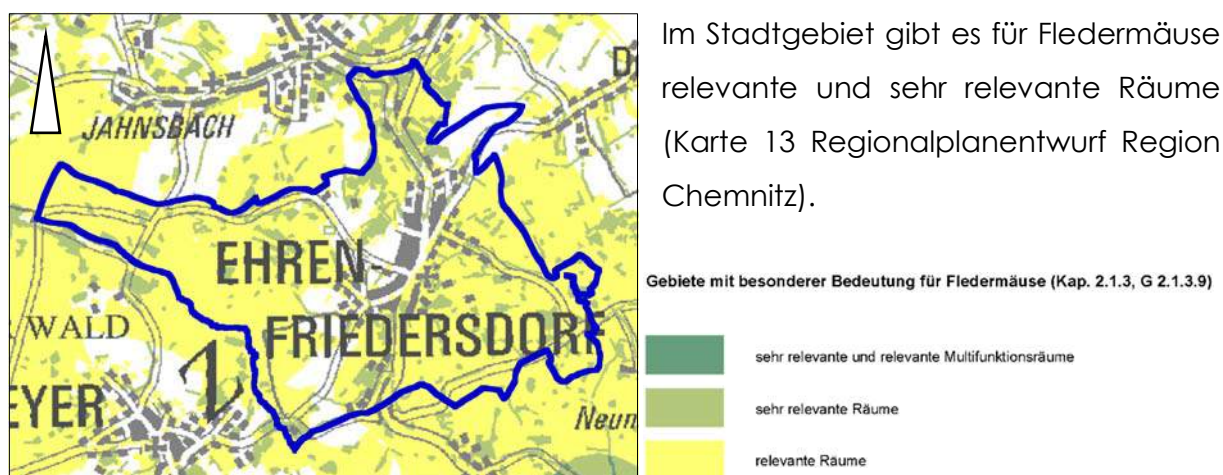 JAHNSBACH
D
EHREN-
FRIEDERSDORF
WALD
EYER
Neun
Im Stadtgebiet gibt es für Fledermäuse
relevante und sehr relevante Räume
(Karte 13 Regionalplanentwurf Region
Chemnitz).
Gebiete mit besonderer Bedeutung für Fledermäuse (Kap. 2.1.3, G 2.1.3.9)
sehr relevante und relevante Multifunktionsräume
sehr relevante Räume
relevante Räume